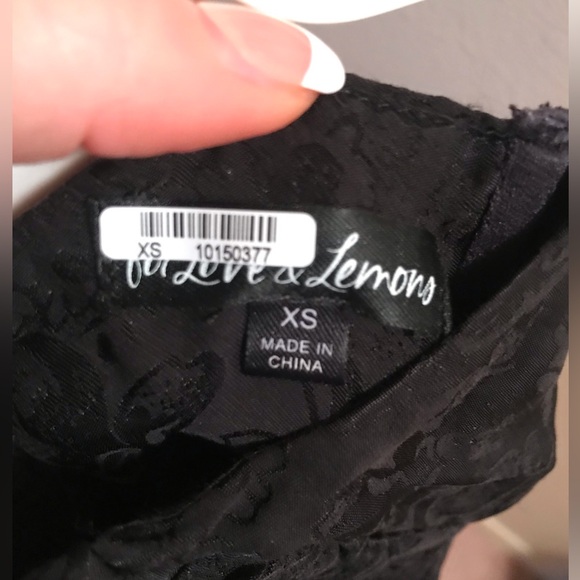 XS 10150377
for Love & Lemons
XS
MADE IN
CHINA